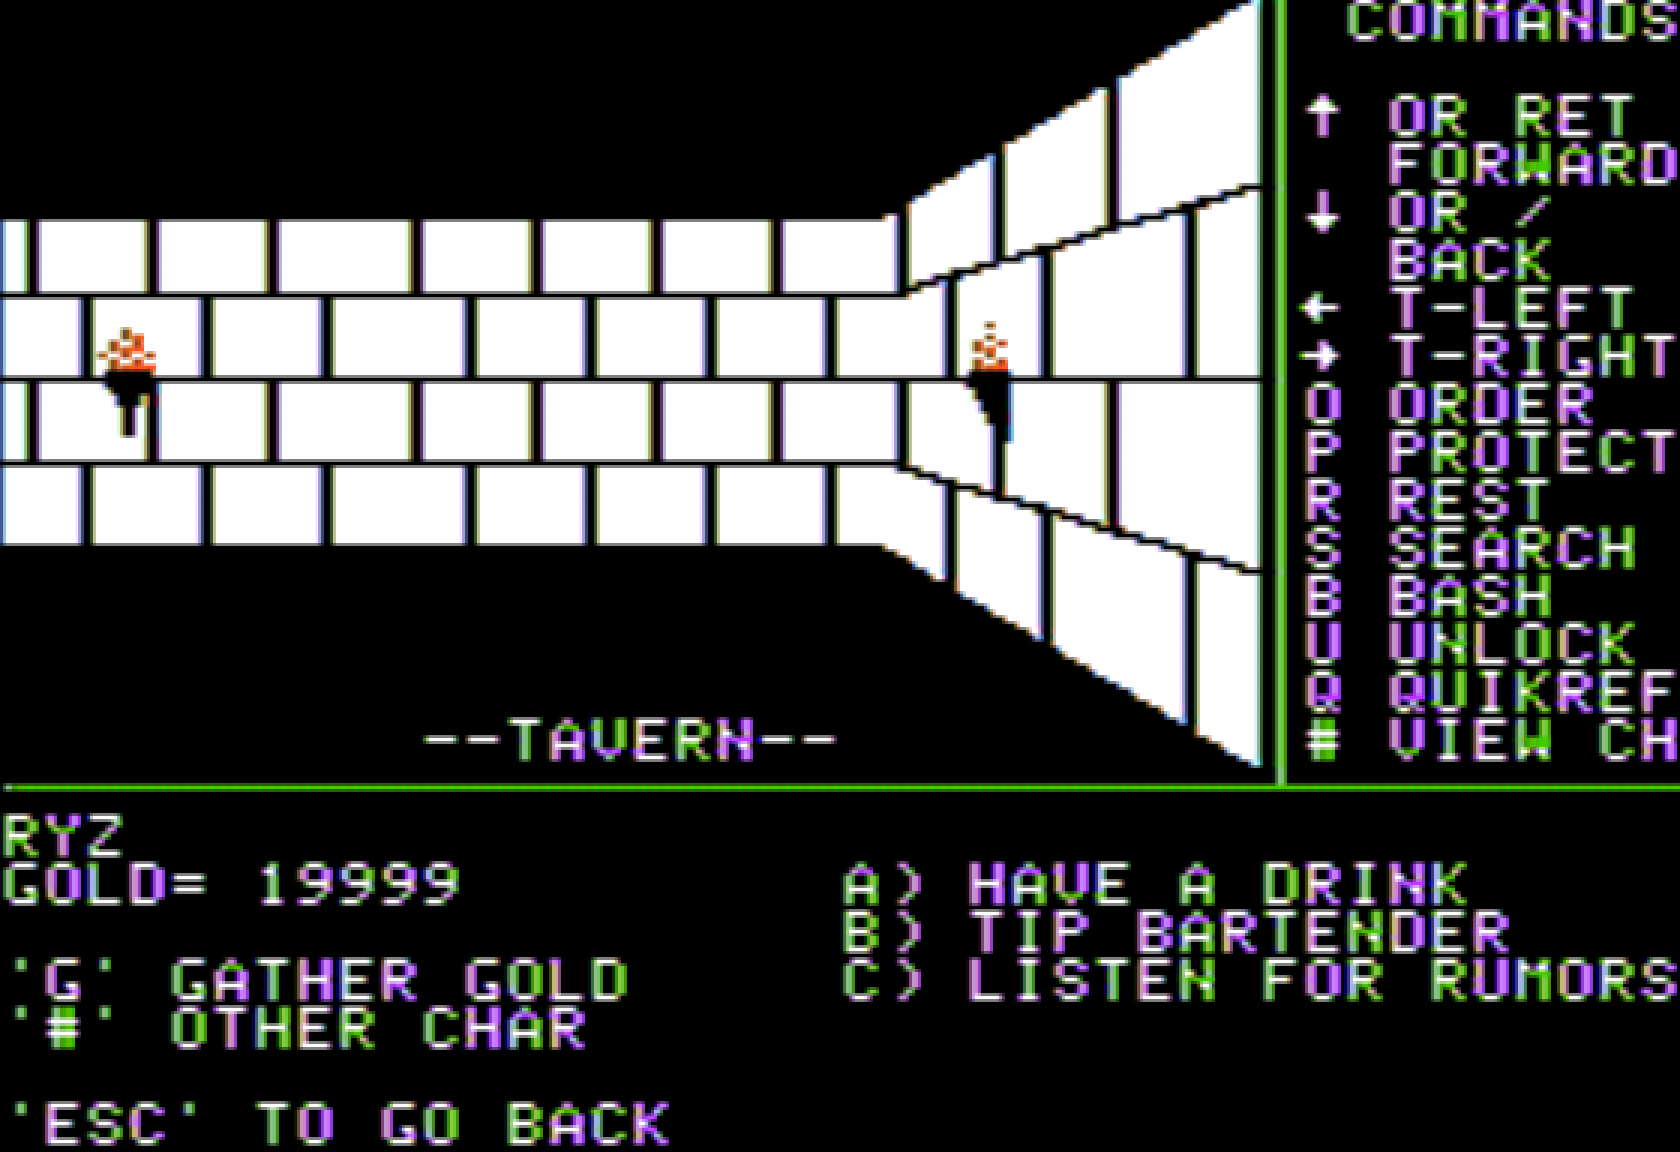 COMMANDS
↑ OR RET
FORWARD
↓ OR /
BACK
← T-LEFT
→ T-RIGHT
O ORDER
P PROTECT
R REST
S SEARCH
B BASH
U UNLOCK
Q QUIKREF
# VIEW CH
--TAVERN--
RYZ
GOLD= 19999
'G' GATHER GOLD
'#' OTHER CHAR
'ESC' TO GO BACK
A) HAVE A DRINK
B) TIP BARTENDER
C) LISTEN FOR RUMORS